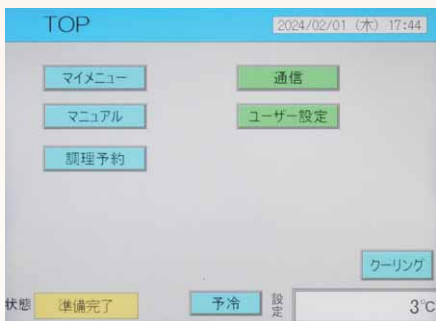 TOP
2024/02/01 (木) 17:44
マイメニュー
通信
マニュアル
ユーザー設定
調理予約
クーリング
状態 準備完了
予冷
設定
3℃